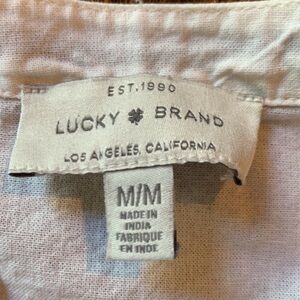 EST.1990
LUCKY BRAND
LOS ANGELES, CALIFORNIA
M/M
MADE IN
INDIA
FABRIQUE
EN INDE